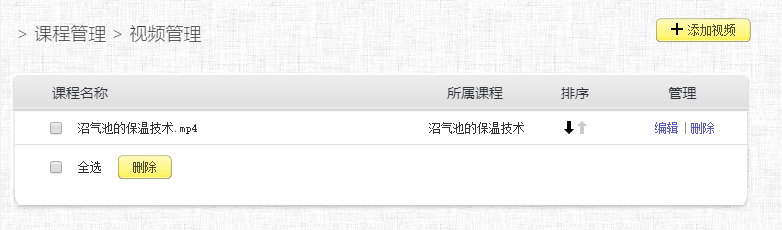 > 课程管理 > 视频管理
添加视频
课程名称 所属课程 排序 管理
沼气池的保温技术.mp4 沼气池的保温技术 编辑 | 删除
全选 删除